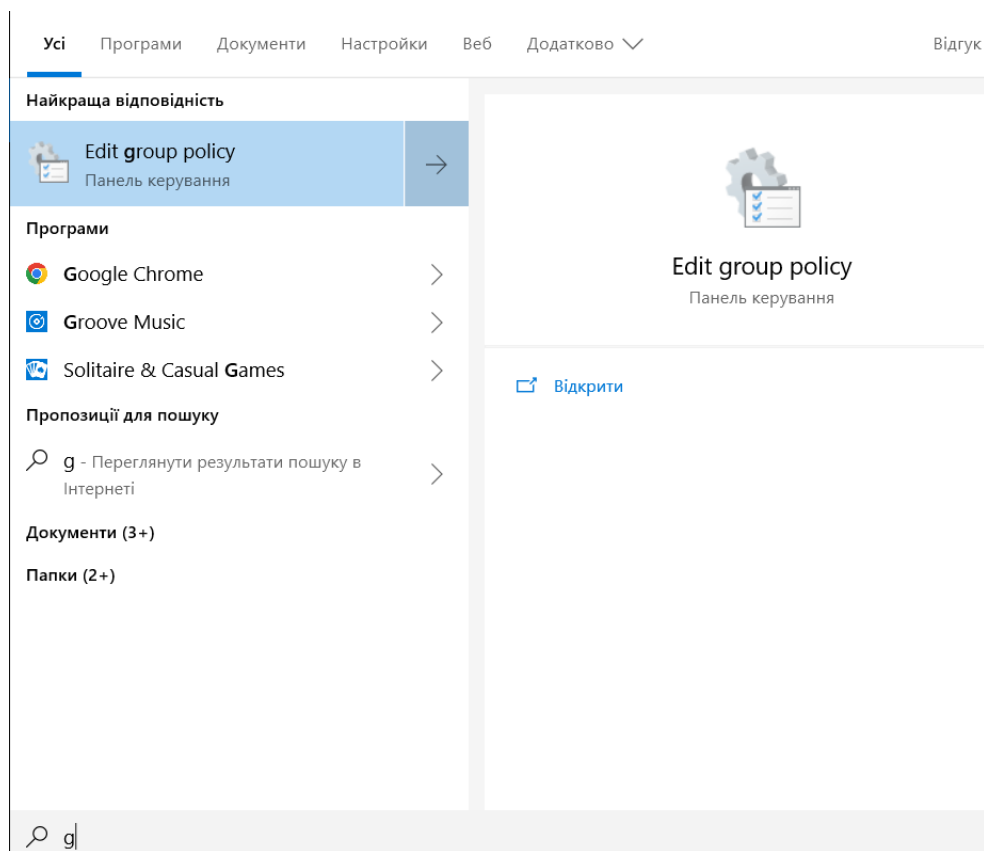 Усі Програми Документи Настройки Веб Додатково Відгук
Найкраща відповідність
Edit group policy
Панель керування
Програми
Google Chrome
Groove Music
Solitaire & Casual Games
Пропозиції для пошуку
g - Переглянути результати пошуку в
Інтернеті
Документи (3+)
Папки (2+)
Edit group policy
Панель керування
Відкрити
g